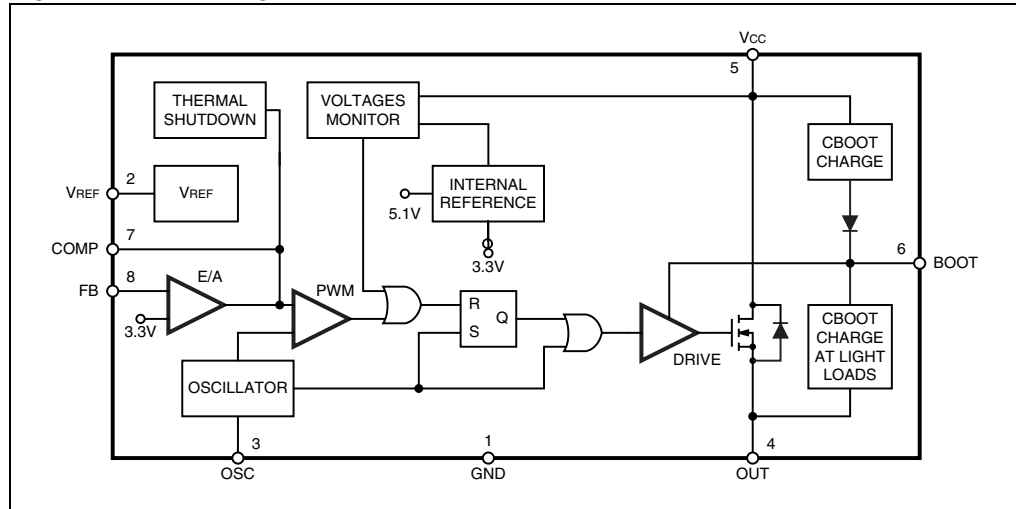 VCC
5
THERMAL
SHUTDOWN
VOLTAGES
MONITOR
CBOOT
CHARGE
VREF
2
VREF
INTERNAL
REFERENCE
5.1V
3.3V
COMP
7
6
BOOT
FB
8
E/A
3.3V
PWM
R
S
Q
DRIVE
CBOOT
CHARGE
AT LIGHT
LOADS
OSCILLATOR
3
OSC
1
GND
4
OUT